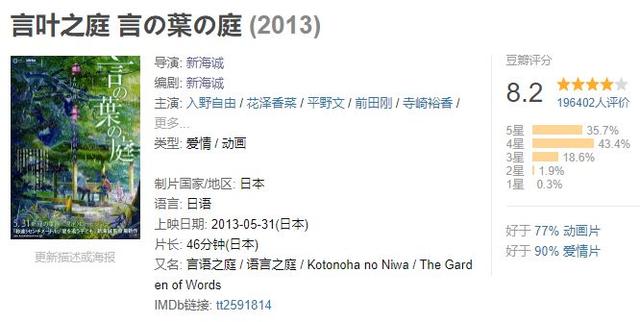 言叶之庭 言の葉の庭 (2013)
言の葉の庭
导演: 新海诚
编剧: 新海诚
主演: 入野自由 / 花泽香菜 / 平野文 / 前田刚 / 寺崎裕香 /
更多...
类型: 爱情 / 动画
制片国家/地区: 日本
语言: 日语
上映日期: 2013-05-31(日本)
片长: 46分钟(日本)
又名: 言语之庭 / 语言之庭 / Kotonoha no Niwa / The Gard
en of Words
IMDb链接: tt2591814
更新描述或海报
豆瓣评分
8.2
196402人评价
5星 35.7%
4星 43.4%
3星 18.6%
2星 1.9%
1星 0.3%
好于 77% 动画片
好于 90% 爱情片